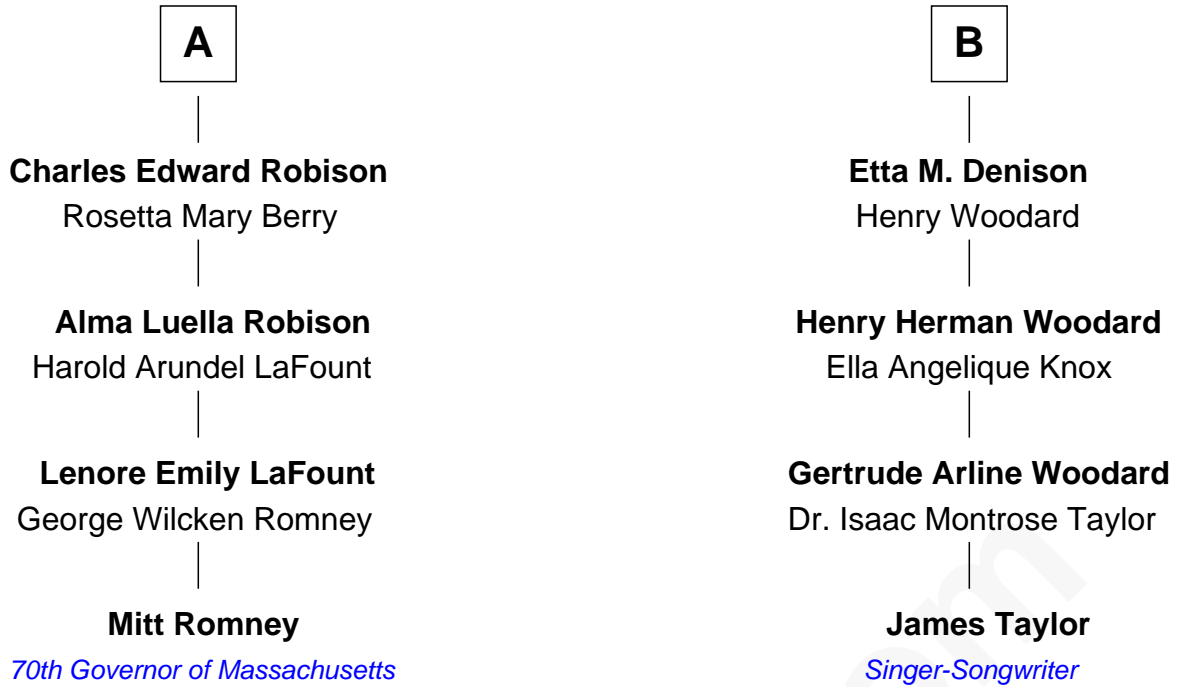 A
Charles Edward Robison
Rosetta Mary Berry
Alma Luella Robison
Harold Arundel LaFount
Lenore Emily LaFount
George Wilcken Romney
Mitt Romney
70th Governor of Massachusetts
B
Etta M. Denison
Henry Woodard
Henry Herman Woodard
Ella Angelique Knox
Gertrude Arline Woodard
Dr. Isaac Montrose Taylor
James Taylor
Singer-Songwriter